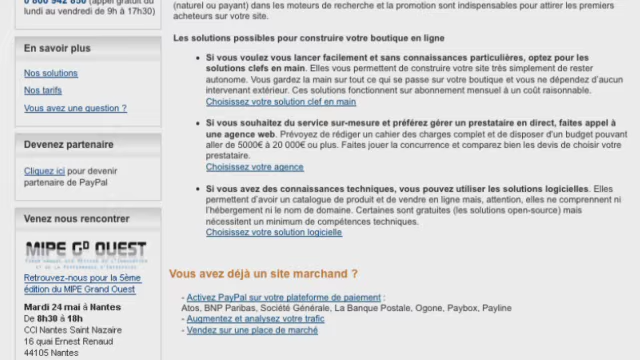 0 800 942 850 (appel gratuit du
lundi au vendredi de 9h à 17h30)
En savoir plus
Nos solutions
Nos tarifs
Vous avez une question ?
Devenez partenaire
Cliquez ici pour devenir
partenaire de PayPal
Venez nous rencontrer
MIPE GD OUEST
Retrouvez-nous pour la 5ème
édition du MIPE Grand Ouest
Mardi 24 mai à Nantes
De 8h30 à 18h
CCI Nantes Saint Nazaire
16 quai Ernest Renaud
44105 Nantes
(naturel ou payant) dans les moteurs de recherche et la promotion sont indispensables pour attirer les premiers
acheteurs sur votre site.
Les solutions possibles pour construire votre boutique en ligne
• Si vous voulez vous lancer facilement et sans connaissances particulières, optez pour les
solutions clefs en main. Elles vous permettent de construire votre site très simplement de rester
autonome. Vous gardez la main sur tout ce qui se passe sur votre boutique et vous ne dépendez d'aucun
intervenant extérieur. Ces solutions fonctionnent sur abonnement mensuel à un coût raisonnable.
Choisissez votre solution clef en main
• Si vous souhaitez du service sur-mesure et préférez gérer un prestataire en direct, faites appel à
une agence web. Prévoyez de rédiger un cahier des charges complet et de disposer d'un budget pouvant
aller de 5000€ à 20 000€ ou plus. Faites jouer la concurrence et comparez bien les devis de choisir votre
prestataire.
Choisissez votre agence
• Si vous avez des connaissances techniques, vous pouvez utiliser les solutions logicielles. Elles
permettent d'avoir un catalogue de produit et de vendre en ligne mais, attention, elles ne comprennent ni
l'hébergement ni le nom de domaine. Certaines sont gratuites (les solutions open-source) mais
nécessitent un minimum de compétences techniques.
Choisissez votre solution logicielle
Vous avez déjà un site marchand ?
- Activez PayPal sur votre plateforme de paiement :
Atos, BNP Paribas, Société Générale, La Banque Postale, Ogone, Paybox, Payline
- Augmentez et analysez votre trafic
- Vendez sur une place de marché